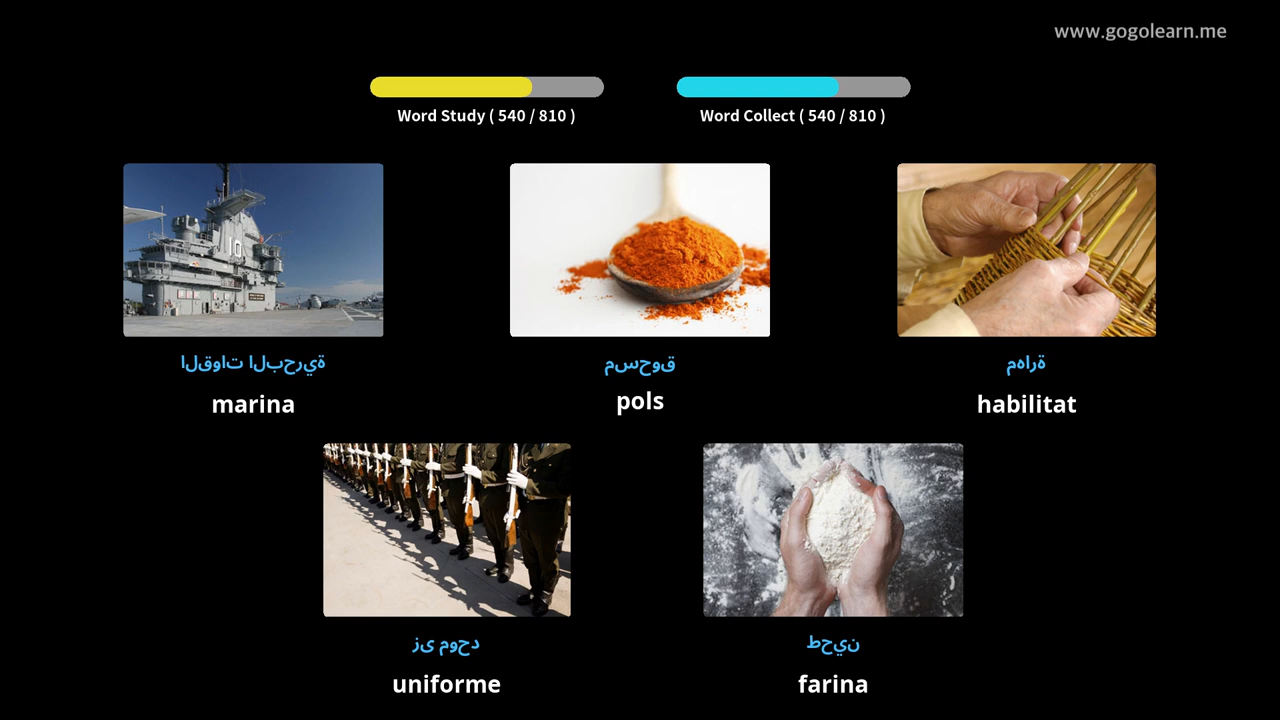 www.gogolearn.me
Word Study ( 540 / 810 )
Word Collect ( 540 / 810 )
القوات البحرية
مسحوق
مهارة
marina
pols
habilitat
زى موحد
طحين
uniforme
farina